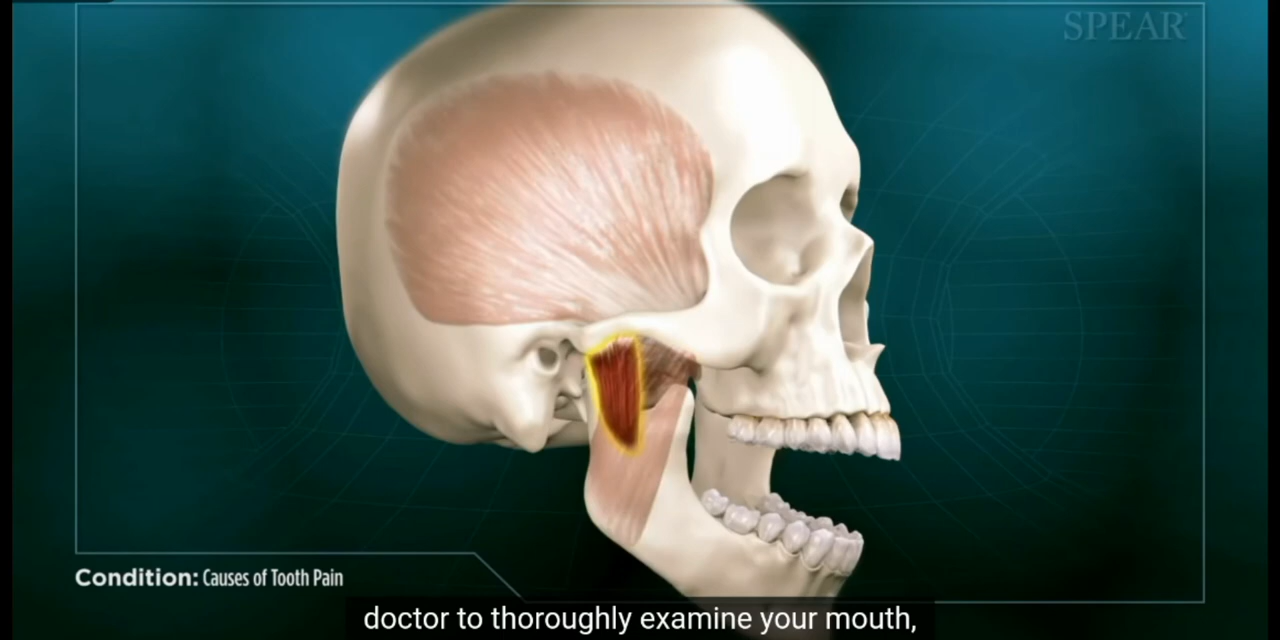 SPEAR
Condition: Causes of Tooth Pain
doctor to thoroughly examine your mouth,